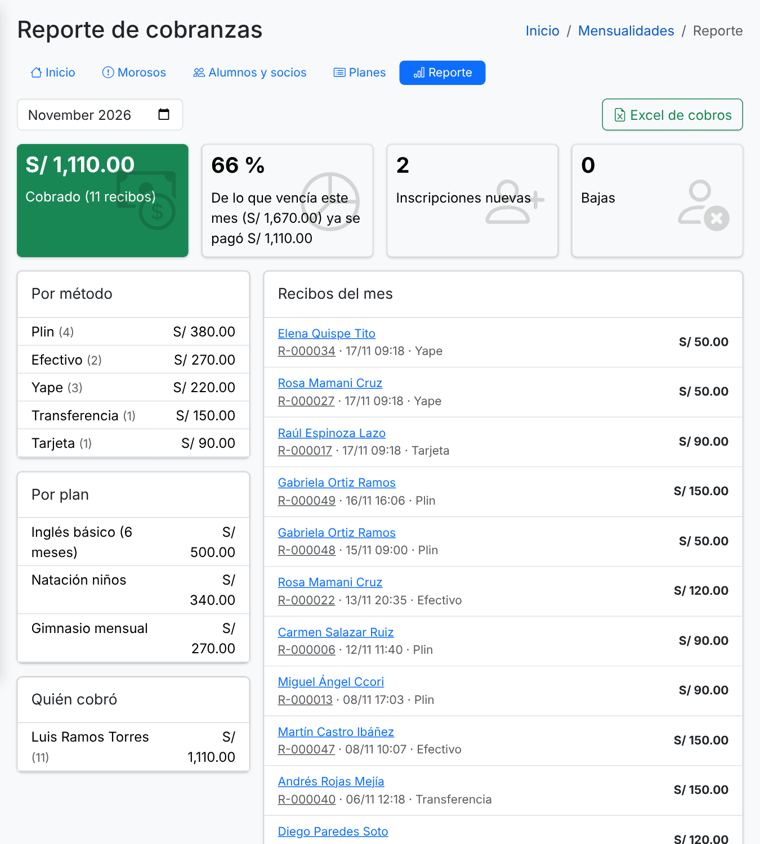 Reporte de cobranzas
Inicio / Mensualidades / Reporte
Inicio
Morosos
Alumnos y socios
Planes
Reporte
November 2026
Excel de cobros
S/ 1,110.00
Cobrado (11 recibos)
66 %
De lo que vencía este
mes (S/ 1,670.00) ya se
pagó S/ 1,110.00
2
Inscripciones nuevas
0
Bajas
Por método
Plin (4) S/ 380.00
Efectivo (2) S/ 270.00
Yape (3) S/ 220.00
Transferencia (1) S/ 150.00
Tarjeta (1) S/ 90.00
Por plan
Inglés básico (6 S/
meses) 500.00
Natación niños S/
340.00
Gimnasio mensual S/
270.00
Quién cobró
Luis Ramos Torres S/
(11) 1,110.00
Recibos del mes
Elena Quispe Tito
R-000034 · 17/11 09:18 · Yape
S/ 50.00
Rosa Mamani Cruz
R-000027 · 17/11 09:18 · Yape
S/ 50.00
Raúl Espinoza Lazo
R-000017 · 17/11 09:18 · Tarjeta
S/ 90.00
Gabriela Ortiz Ramos
R-000049 · 16/11 16:06 · Plin
S/ 150.00
Gabriela Ortiz Ramos
R-000048 · 15/11 09:00 · Plin
S/ 50.00
Rosa Mamani Cruz
R-000022 · 13/11 20:35 · Efectivo
S/ 120.00
Carmen Salazar Ruiz
R-000006 · 12/11 11:40 · Plin
S/ 90.00
Miguel Ángel Ccori
R-000013 · 08/11 17:03 · Plin
S/ 90.00
Martín Castro Ibáñez
R-000047 · 08/11 10:07 · Efectivo
S/ 150.00
Andrés Rojas Mejía
R-000040 · 06/11 12:18 · Transferencia
S/ 150.00
Diego Paredes Soto
S/ 120.00